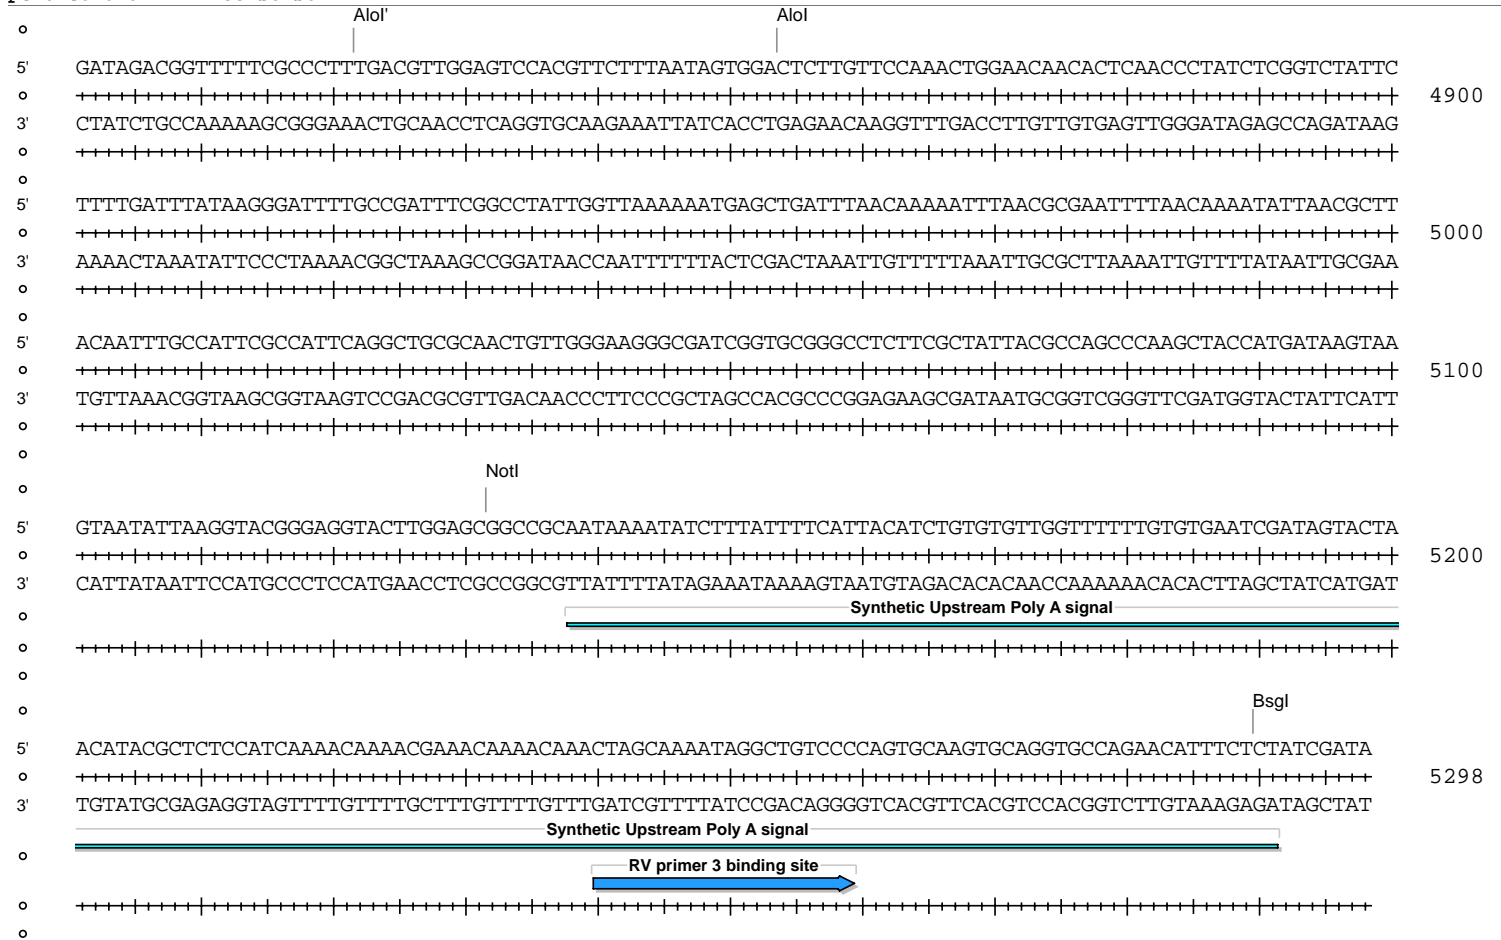 AloI' AloI
5' GATAGACGGTTTTTCGCCCTTTGACGTTGGAGTCCACGTTCTTTAATAGTGGACTCTTGTTCCAAACTGGAACAACACTCAACCCTATCTCGGTCTATTC
4900
3' CTATCTGCCAAAAAGCGGGAAACTGCAACCTCAGGTGCAAGAAATTATCACCTGAGAACAAGGTTTGACCTTGTTGTGAGTTGGGATAGAGCCAGATAAG
5' TTTTGATTTATAAGGGATTTTGCCGATTTCGGCCTATTGGTTAAAAAATGAGCTGATTTAACAAAAATTTAACGCGAATTTTAACAAAATATTAACGCTT
5000
3' AAAACTAAATATTCCCTAAAACGGCTAAAGCCGGATAACCAATTTTTTACTCGACTAAATTGTTTTTAAATTGCGCTTAAAATTGTTTTATAATTGCGAA
5' ACAATTTGCCATTCGCCATTCAGGCTGCGCAACTGTTGGGAAGGGCGATCGGTGCGGGCCTCTTCGCTATTACGCCAGCCCAAGCTACCATGATAAGTAA
5100
3' TGTTAAACGGTAAGCGGTAAGTCCGACGCGTTGACAACCCTTCCCGCTAGCCACGCCCGGAGAAGCGATAATGCGGTCGGGTTCGATGGTACTATTCATT
NotI
5' GTAATATTAAGGTACGGGAGGTACTTGGAGCGGCCGCAATAAAATATCTTTATTTTCATTACATCTGTGTGTTGGTTTTTTGTGTGAATCGATAGTACTA
5200
3' CATTATAATTCCATGCCCTCCATGAACCTCGCCGGCGTTATTTTATAGAAATAAAAGTAATGTAGACACACAACCAAAAAACACACTTAGCTATCATGAT
Synthetic Upstream Poly A signal
BsgI
5' ACATACGCTCTCCATCAAAACAAAACGAAACAAAACAAACTAGCAAAATAGGCTGTCCCCAGTGCAAGTGCAGGTGCCAGAACATTTCTCTATCGATA
5298
3' TGTATGCGAGAGGTAGTTTTGTTTTGCTTTGTTTTGTTTGATCGTTTTATCCGACAGGGGTCACGTTCACGTCCACGGTCTTGTAAAGAGATAGCTAT
Synthetic Upstream Poly A signal
RV primer 3 binding site